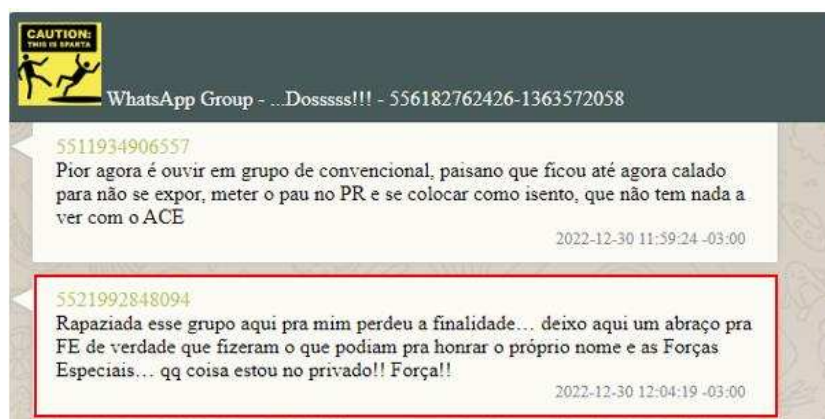 CAUTION:
THIS IS SPARTA
WhatsApp Group - ...Dosssss!!! - 556182762426-1363572058
5511934906557
Pior agora é ouvir em grupo de convencional, paisano que ficou até agora calado
para não se expor, meter o pau no PR e se colocar como isento, que não tem nada a
ver com o ACE
2022-12-30 11:59:24 -03:00
5521992848094
Rapaziada esse grupo aqui pra mim perdeu a finalidade… deixo aqui um abraço pra
FE de verdade que fizeram o que podiam pra honrar o próprio nome e as Forças
Especiais… qq coisa estou no privado!! Força!!
2022-12-30 12:04:19 -03:00